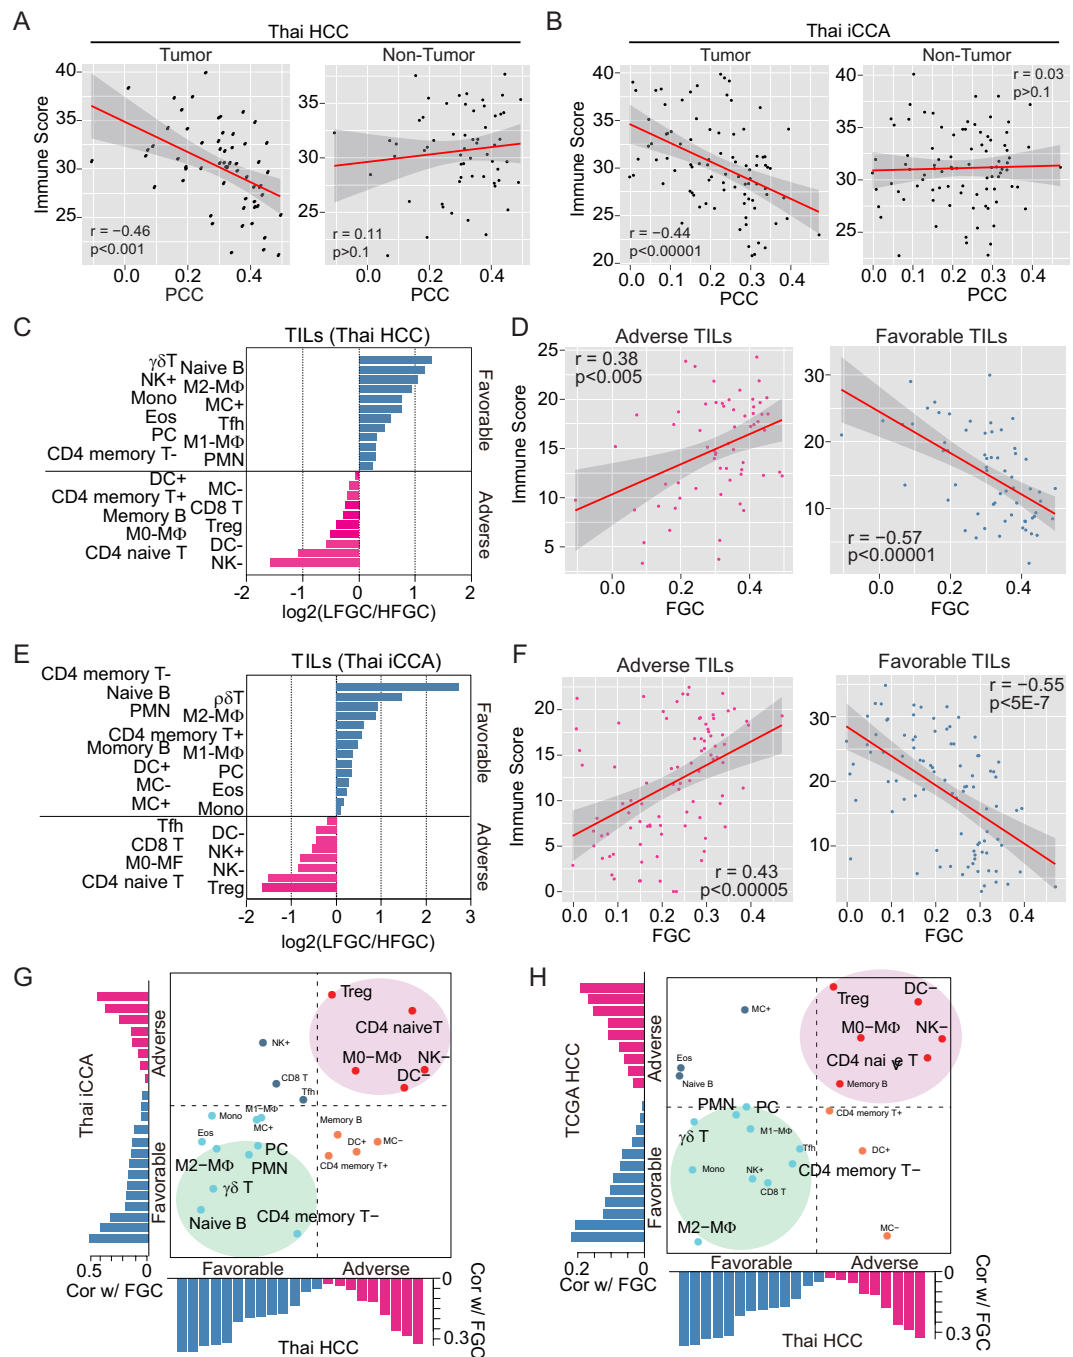 A
Thai HCC
Tumor
Non-Tumor
Immune Score
40
35
30
25
r = −0.46
p<0.001
0.0
0.2
0.4
PCC
35
30
25
r = 0.11
p>0.1
0.0
0.2
0.4
PCC
B
Thai iCCA
Tumor
Non-Tumor
Immune Score
40
35
30
25
20
r = −0.44
p<0.00001
0.0
0.1
0.2
0.3
0.4
PCC
40
35
30
25
r = 0.03
p>0.1
0.0
0.1
0.2
0.3
0.4
PCC
C
TILs (Thai HCC)
γδT
Naive B
NK+
M2-MΦ
Mono
MC+
Eos
Tfh
PC
M1-MΦ
CD4 memory T-
PMN
DC+
MC-
CD4 memory T+
CD8 T
Memory B
Treg
M0-MΦ
DC-
CD4 naive T
NK-
Favorable
Adverse
-2
-1
0
1
2
log2(LFGC/HFGC)
D
Adverse TILs
Favorable TILs
Immune Score
25
20
15
10
5
r = 0.38
p<0.005
0.0
0.2
0.4
FGC
30
20
10
r = −0.57
p<0.00001
0.0
0.2
0.4
FGC
E
TILs (Thai iCCA)
CD4 memory T-
Naive B
ρδT
PMN
M2-MΦ
CD4 memory T+
Momory B
M1-MΦ
DC+
PC
MC-
Eos
MC+
Mono
Tfh
DC-
CD8 T
NK+
M0-MF
NK-
CD4 naive T
Treg
Favorable
Adverse
-2
-1
0
1
2
3
log2(LFGC/HFGC)
F
Adverse TILs
Favorable TILs
Immune Score
20
15
10
5
0
r = 0.43
p<0.00005
0.0
0.1
0.2
0.3
0.4
FGC
30
20
10
r = −0.55
p<5E-7
0.0
0.1
0.2
0.3
0.4
FGC
G
Thai iCCA
Adverse
Favorable
0.5
0
Cor w/ FGC
Treg
CD4 naiveT
NK+
M0−MΦ
NK−
CD8 T
DC−
Tfh
Mono
M1−MΦ
MC+
Memory B
Eos
PC
DC+
MC−
M2−MΦ
PMN
CD4 memory T+
γδ T
Naive B
CD4 memory T−
Favorable
Adverse
Thai HCC
0
0.3
Cor w/ FGC
H
TCGA HCC
Adverse
Favorable
0.2
0
Cor w/ FGC
Treg
DC−
MC+
M0−MΦ
NK−
Eos
CD4 nai e T
v
Naive B
Memory B
PMN
PC
CD4 memory T+
γδ T
M1−MΦ
Tfh
DC+
Mono
NK+
CD4 memory T−
CD8 T
M2−MΦ
MC−
Favorable
Adverse
Thai HCC
0
0.3
Cor w/ FGC